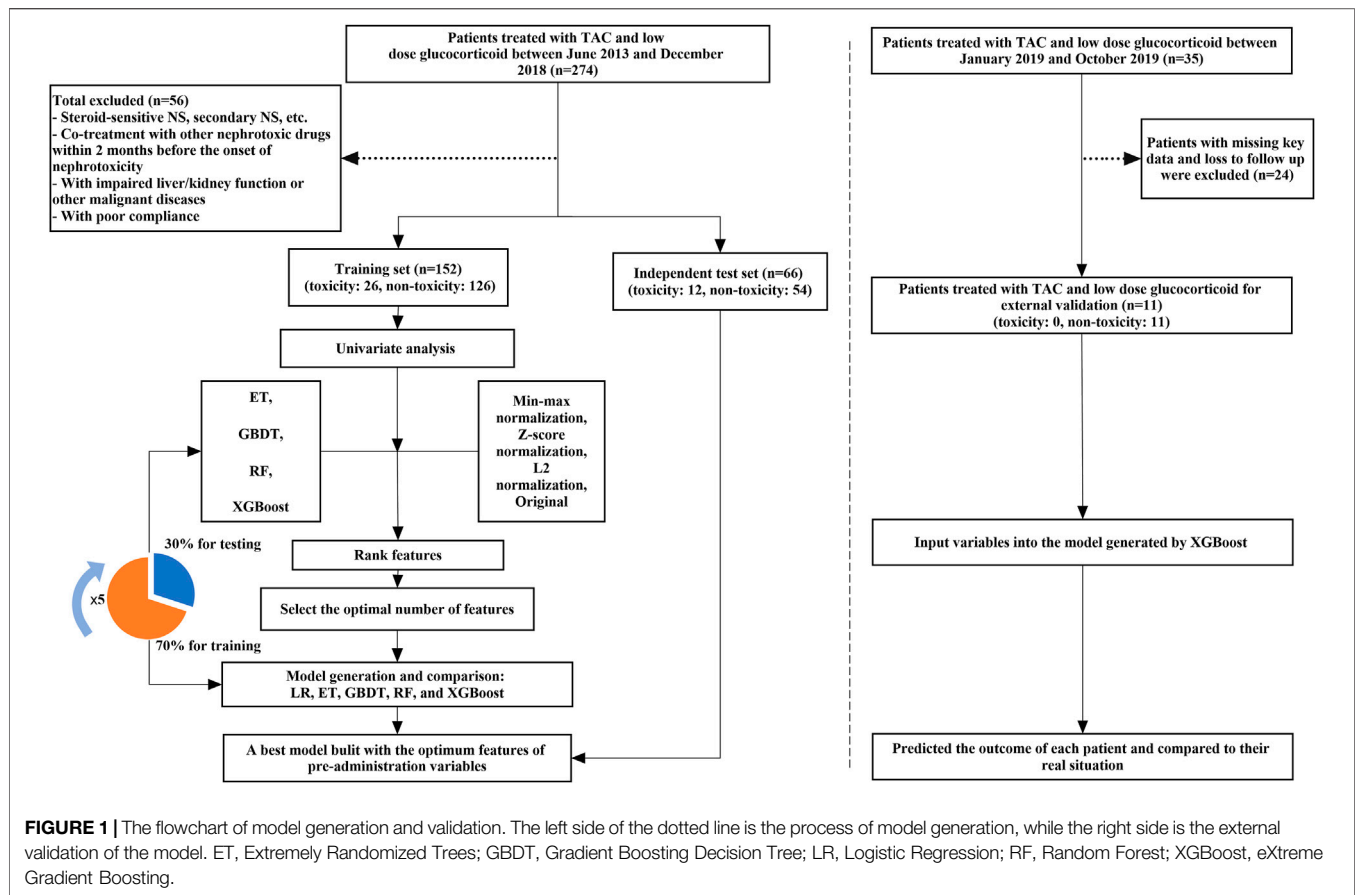 Patients treated with TAC and low
dose glucocorticoid between June 2013 and December
2018 (n=274)
Total excluded (n=56)
- Steroid-sensitive NS, secondary NS, etc.
- Co-treatment with other nephrotoxic drugs
within 2 months before the onset of
nephrotoxicity
- With impaired liver/kidney function or
other malignant diseases
- With poor compliance
Training set (n=152)
(toxicity: 26, non-toxicity: 126)
Independent test set (n=66)
(toxicity: 12, non-toxicity: 54)
Univariate analysis
ET,
GBDT,
RF,
XGBoost
Min-max
normalization,
Z-score
normalization,
L2
normalization,
Original
30% for testing
x5
70% for training
Rank features
Select the optimal number of features
Model generation and comparison:
LR, ET, GBDT, RF, and XGBoost
A best model bulit with the optimum features of
pre-administration variables
Patients treated with TAC and low dose glucocorticoid between
January 2019 and October 2019 (n=35)
Patients with missing key
data and loss to follow up
were excluded (n=24)
Patients treated with TAC and low dose glucocorticoid for
external validation (n=11)
(toxicity: 0, non-toxicity: 11)
Input variables into the model generated by XGBoost
Predicted the outcome of each patient and compared to their
real situation
FIGURE 1 | The flowchart of model generation and validation. The left side of the dotted line is the process of model generation, while the right side is the external
validation of the model. ET, Extremely Randomized Trees; GBDT, Gradient Boosting Decision Tree; LR, Logistic Regression; RF, Random Forest; XGBoost, eXtreme
Gradient Boosting.